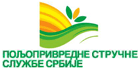 ПОЉОПРИВРЕДНЕ СТРУЧНЕ
СЛУЖБЕ СРБИЈЕ